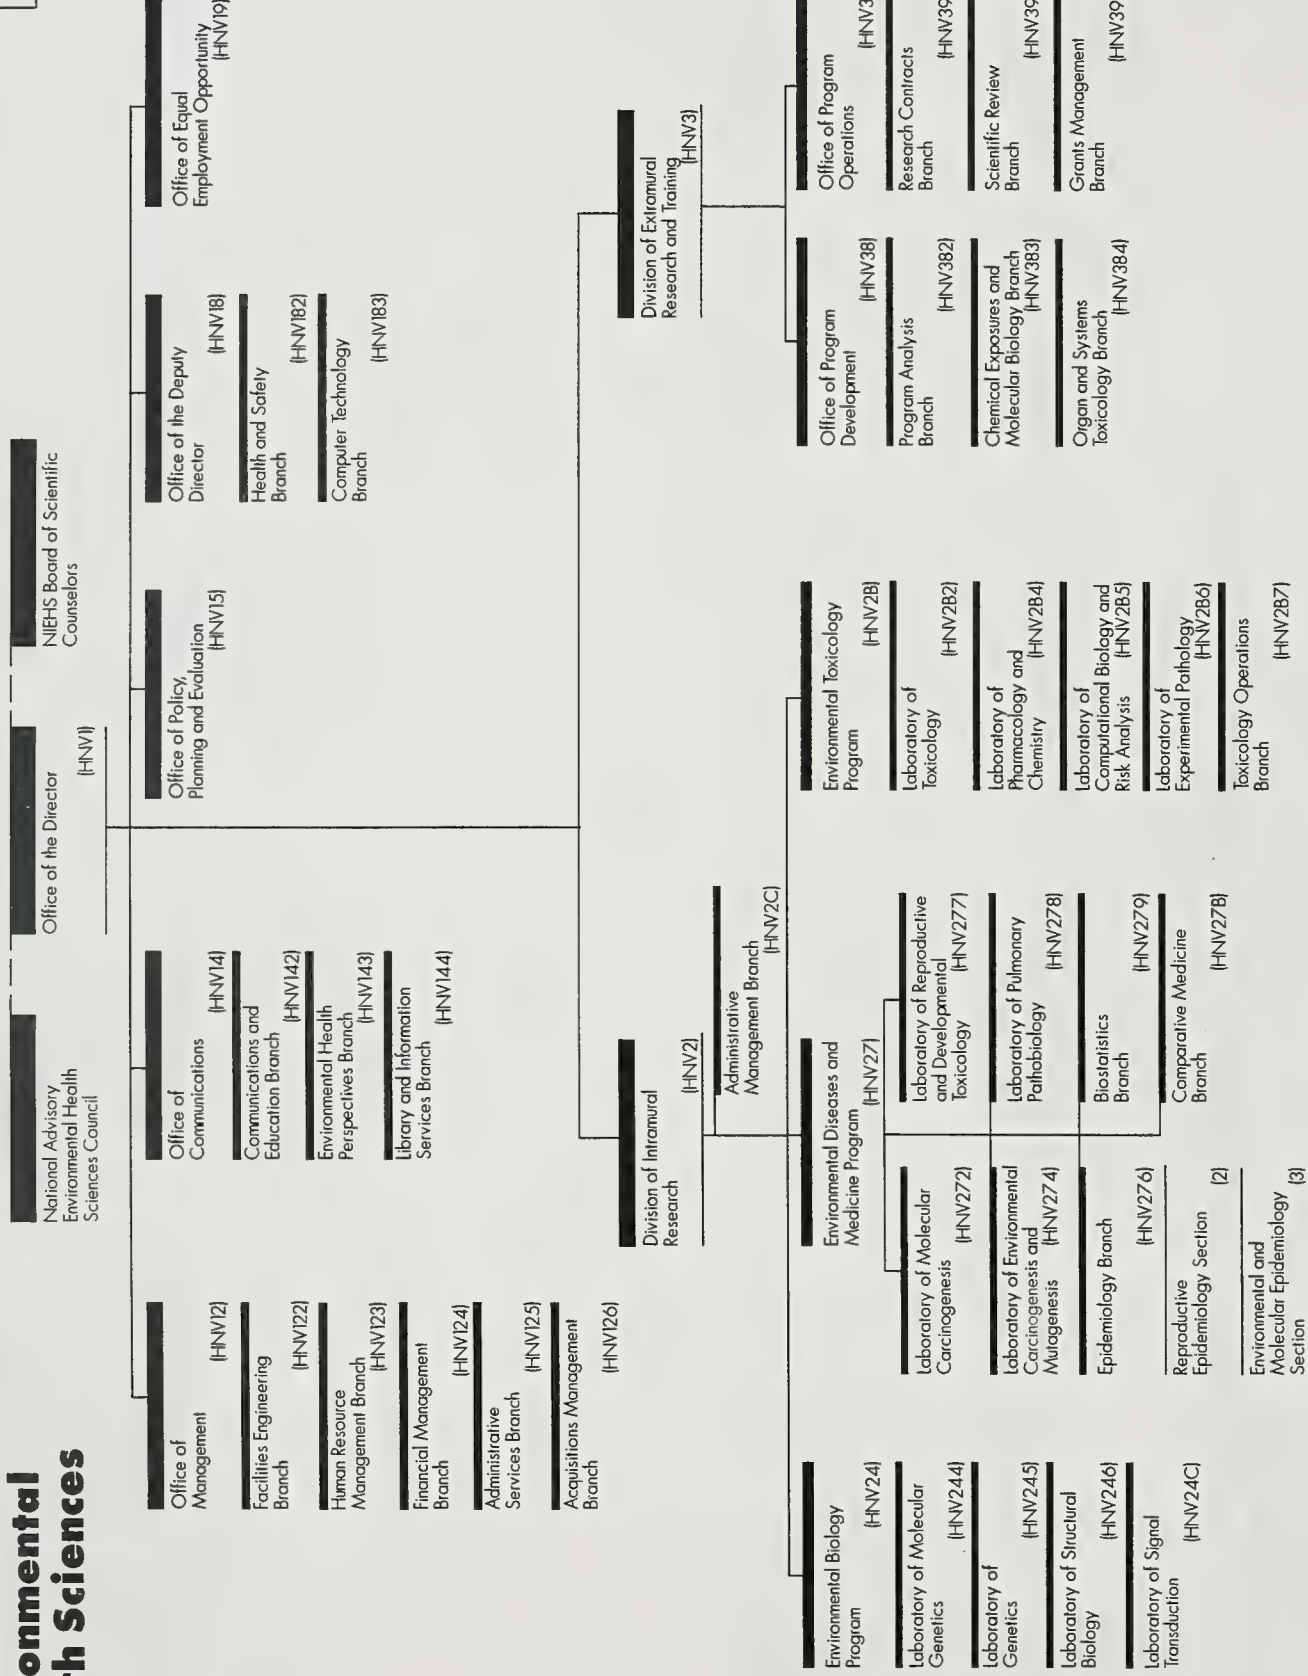 onmental
th Sciences
National Advisory
Environmental Health
Sciences Council
Office of the Director
(HNV1)
NIEHS Board of Scientific
Counselors
Office of
Management
(HNV12)
Facilities Engineering
Branch
(HNV122)
Human Resource
Management Branch
(HNV123)
Financial Management
Branch
(HNV124)
Administrative
Services Branch
(HNV125)
Acquisitions Management
Branch
(HNV126)
Office of
Communications
(HNV14)
Communications and
Education Branch
(HNV142)
Environmental Health
Perspectives Branch
(HNV143)
Library and Information
Services Branch
(HNV144)
Office of Policy,
Planning and Evaluation
(HNV15)
Office of the Deputy
Director
(HNV18)
Health and Safety
Branch
(HNV182)
Computer Technology
Branch
(HNV183)
Office of Equal
Employment Opportunity
(HNV19)
Division of Intramural
Research
(HNV2)
Administrative
Management Branch
(HNV2C)
Division of Extramural
Research and Training
(HNV3)
Environmental Biology
Program
(HNV24)
Laboratory of Molecular
Genetics
(HNV244)
Laboratory of
Genetics
(HNV245)
Laboratory of Structural
Biology
(HNV246)
Laboratory of Signal
Transduction
(HNV24C)
Environmental Diseases and
Medicine Program
(HNV27)
Laboratory of Molecular
Carcinogenesis
(HNV272)
Laboratory of Environmental
Carcinogenesis and
Mutagenesis (HNV274)
Epidemiology Branch
(HNV276)
Reproductive
Epidemiology Section
(2)
Environmental and
Molecular Epidemiology
Section (3)
Laboratory of Reproductive
and Developmental
Toxicology (HNV277)
Laboratory of Pulmonary
Pathobiology
(HNV278)
Biostatistics
Branch
(HNV279)
Comparative Medicine
Branch
(HNV27B)
Environmental Toxicology
Program
(HNV2B)
Laboratory of
Toxicology
(HNV2B2)
Laboratory of
Pharmacology and
Chemistry (HNV2B4)
Laboratory of
Computational Biology and
Risk Analysis (HNV2B5)
Laboratory of
Experimental Pathology
(HNV2B6)
Toxicology Operations
Branch
(HNV2B7)
Office of Program
Development
(HNV38)
Program Analysis
Branch
(HNV382)
Chemical Exposures and
Molecular Biology Branch
(HNV383)
Organ and Systems
Toxicology Branch
(HNV384)
Office of Program
Operations
(HNV3
Research Contracts
Branch
(HNV39
Scientific Review
Branch
(HNV39
Grants Management
Branch
(HNV39